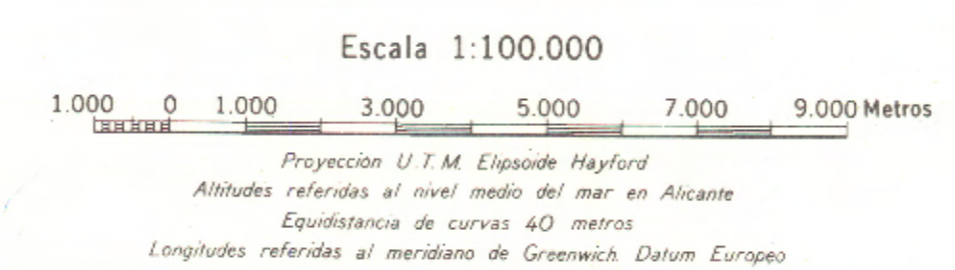 Escala 1:100.000
1.000 0 1.000 3.000 5.000 7.000 9.000 Metros
Proyección U.T.M. Elipsoide Hayford
Altitudes referidas al nivel medio del mar en Alicante
Equidistancia de curvas 40 metros
Longitudes referidas al meridiano de Greenwich. Datum Europeo